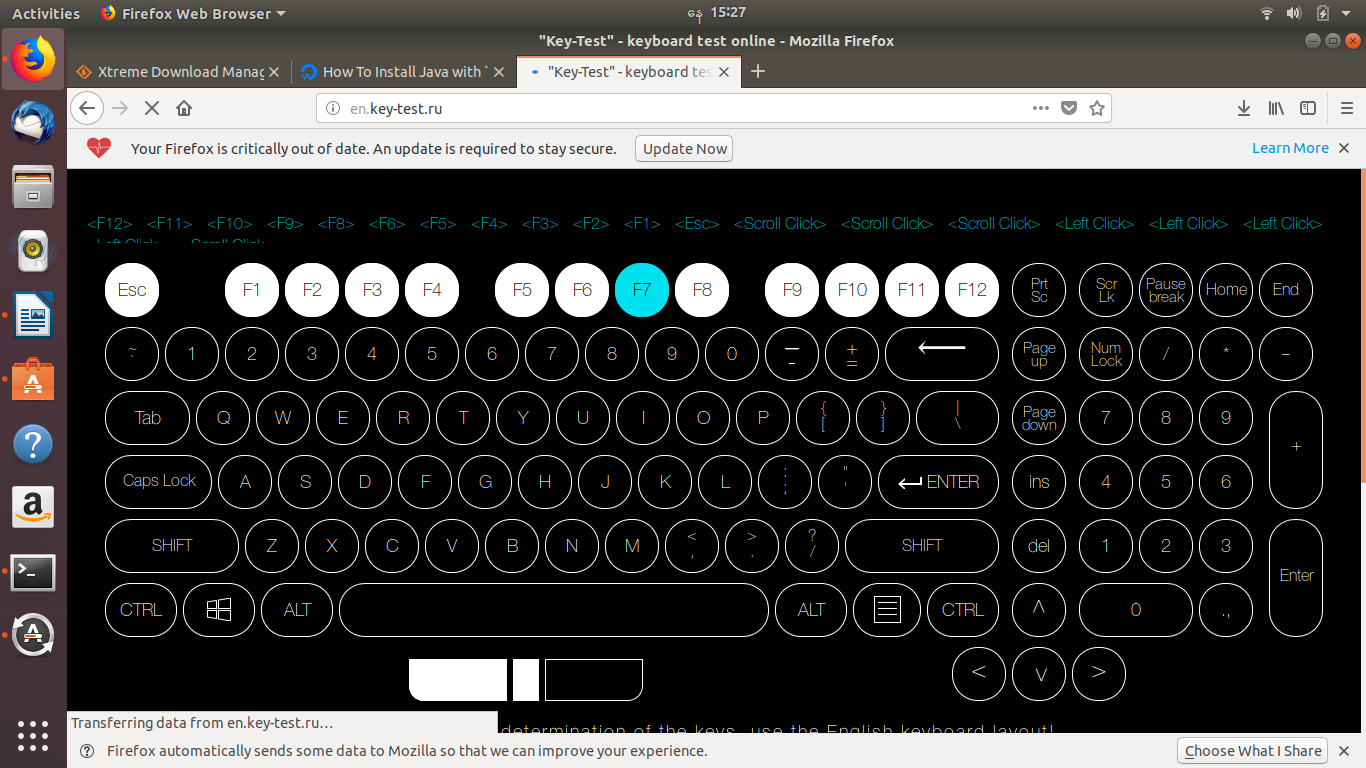 Activities Firefox Web Browser 15:27
"Key-Test" - keyboard test online - Mozilla Firefox
Xtreme Download Manag How To Install Java with ` "Key-Test" - keyboard tes
en.key-test.ru
Your Firefox is critically out of date. An update is required to stay secure. Update Now Learn More
<F12> <F11> <F10> <F9> <F8> <F6> <F5> <F4> <F3> <F2> <F1> <Esc> <Scroll Click> <Scroll Click> <Scroll Click> <Left Click> <Left Click> <Left Click>
<Left Click> <Scroll Click>
Esc F1 F2 F3 F4 F5 F6 F7 F8 F9 F10 F11 F12 Prt Sc Scr Lk Pause break Home End
~ ` 1 2 3 4 5 6 7 8 9 0 — - + = ⟵ Page up Num Lock / * −
Tab Q W E R T Y U I O P { [ } ] | \ Page down 7 8 9 +
Caps Lock A S D F G H J K L : ; " ' ENTER ins 4 5 6
SHIFT Z X C V B N M < , > . ? / SHIFT del 1 2 3 Enter
CTRL ALT ALT CTRL ^ 0 .,
< v >
Transferring data from en.key-test.ru…
determination of the keys, use the English keyboard layout!
Firefox automatically sends some data to Mozilla so that we can improve your experience. Choose What I Share